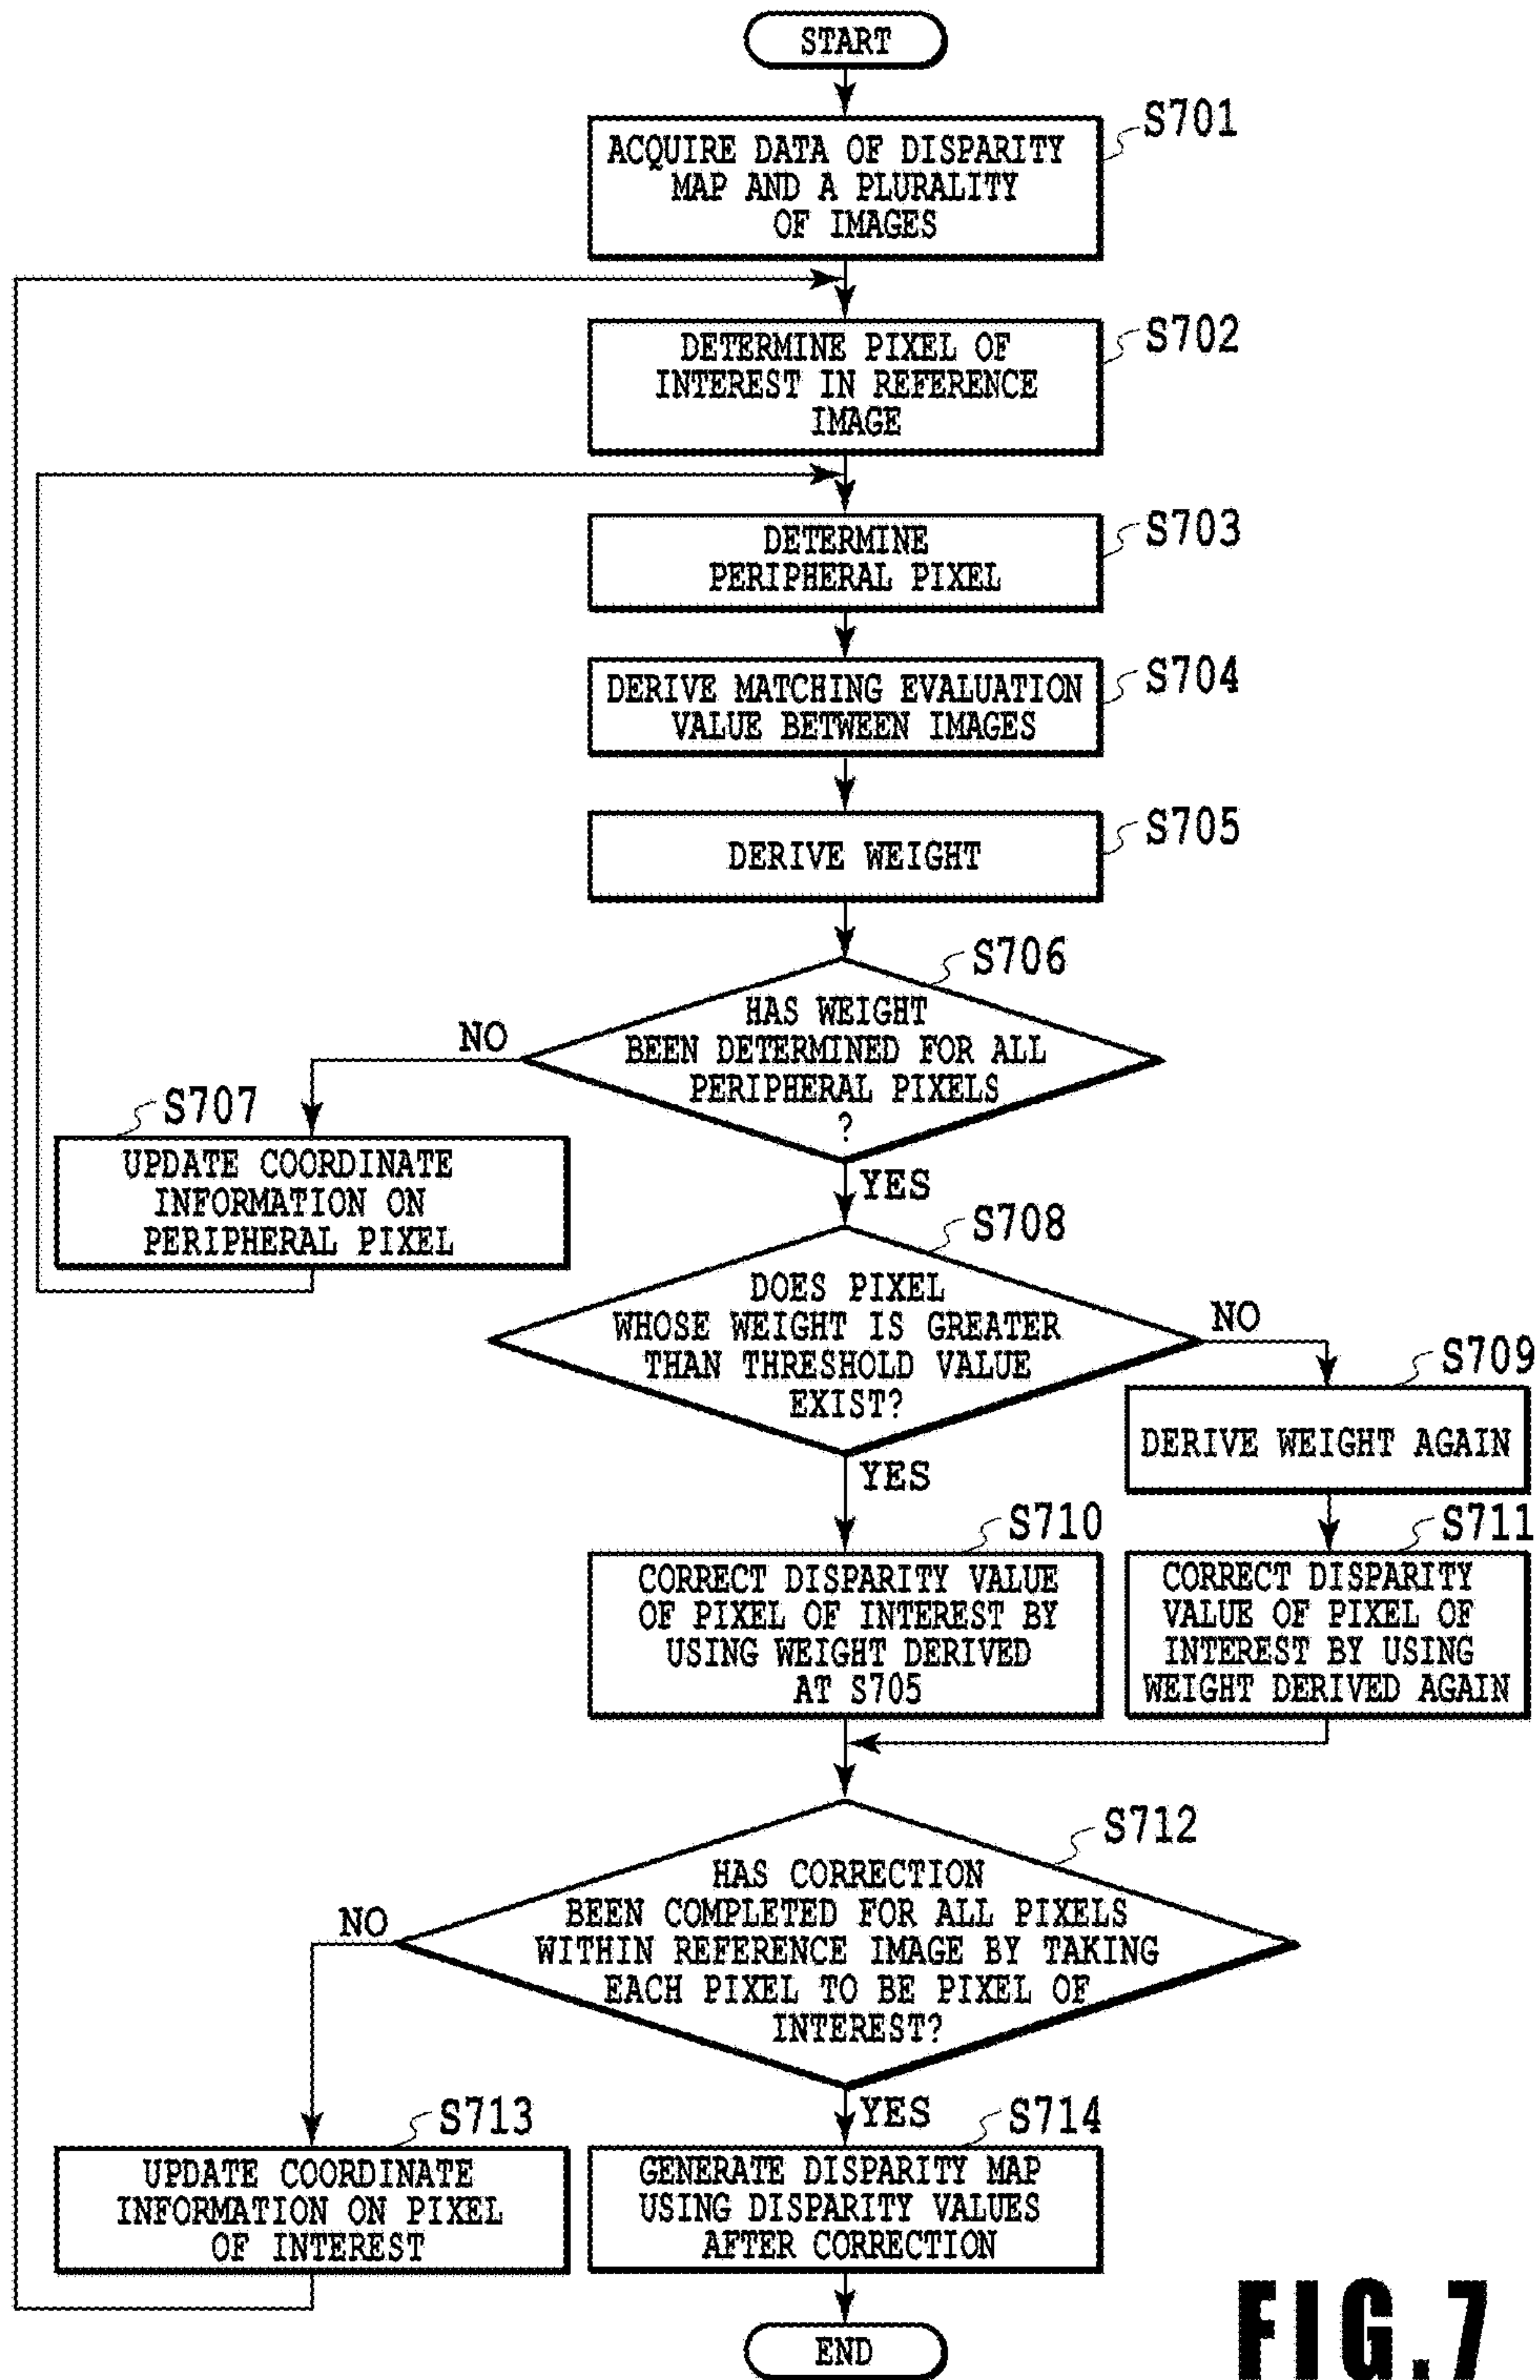 START
S701
ACQUIRE DATA OF DISPARITY
MAP AND A PLURALITY
OF IMAGES
S702
DETERMINE PIXEL OF
INTEREST IN REFERENCE
IMAGE
S703
DETERMINE
PERIPHERAL PIXEL
S704
DERIVE MATCHING EVALUATION
VALUE BETWEEN IMAGES
S705
DERIVE WEIGHT
S706
HAS WEIGHT
BEEN DETERMINED FOR ALL
PERIPHERAL PIXELS
?
NO
S707
UPDATE COORDINATE
INFORMATION ON
PERIPHERAL PIXEL
YES
S708
DOES PIXEL
WHOSE WEIGHT IS GREATER
THAN THRESHOLD VALUE
EXIST?
NO
S709
DERIVE WEIGHT AGAIN
YES
S710
CORRECT DISPARITY VALUE
OF PIXEL OF INTEREST BY
USING WEIGHT DERIVED
AT S705
S711
CORRECT DISPARITY
VALUE OF PIXEL OF
INTEREST BY USING
WEIGHT DERIVED AGAIN
S712
HAS CORRECTION
BEEN COMPLETED FOR ALL PIXELS
WITHIN REFERENCE IMAGE BY TAKING
EACH PIXEL TO BE PIXEL OF
INTEREST?
NO
S713
UPDATE COORDINATE
INFORMATION ON PIXEL
OF INTEREST
YES
S714
GENERATE DISPARITY MAP
USING DISPARITY VALUES
AFTER CORRECTION
END
FIG.7